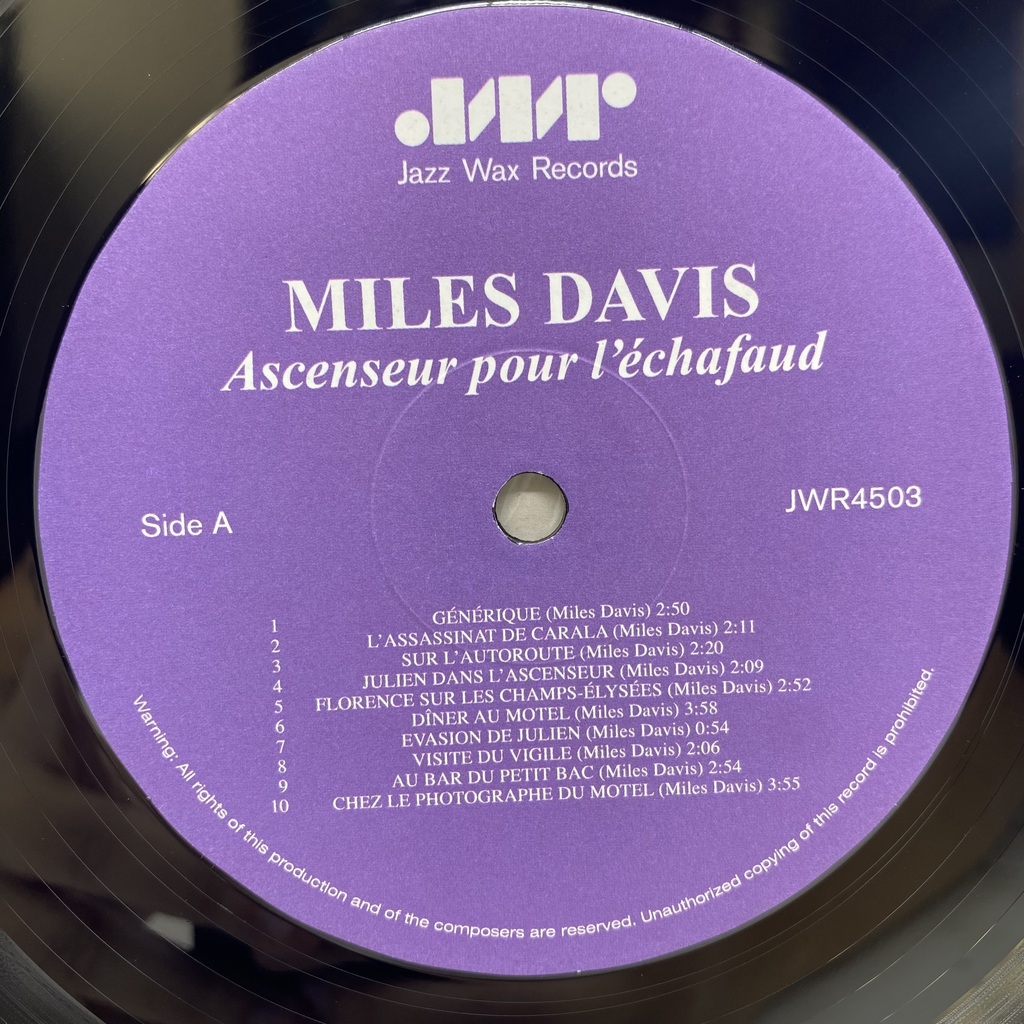 JWR
Jazz Wax Records
MILES DAVIS
Ascenseur pour l'échafaud
Side A
JWR4503
1 GÉNÉRIQUE (Miles Davis) 2:50
2 L'ASSASSINAT DE CARALA (Miles Davis) 2:11
3 SUR L'AUTOROUTE (Miles Davis) 2:20
4 JULIEN DANS L'ASCENSEUR (Miles Davis) 2:09
5 FLORENCE SUR LES CHAMPS-ÉLYSÉES (Miles Davis) 2:52
6 DÎNER AU MOTEL (Miles Davis) 3:58
7 EVASION DE JULIEN (Miles Davis) 0:54
8 VISITE DU VIGILE (Miles Davis) 2:06
9 AU BAR DU PETIT BAC (Miles Davis) 2:54
10 CHEZ LE PHOTOGRAPHE DU MOTEL (Miles Davis) 3:55
Warning: All rights of this production and of the composers are reserved. Unauthorized copying of this record is prohibited.